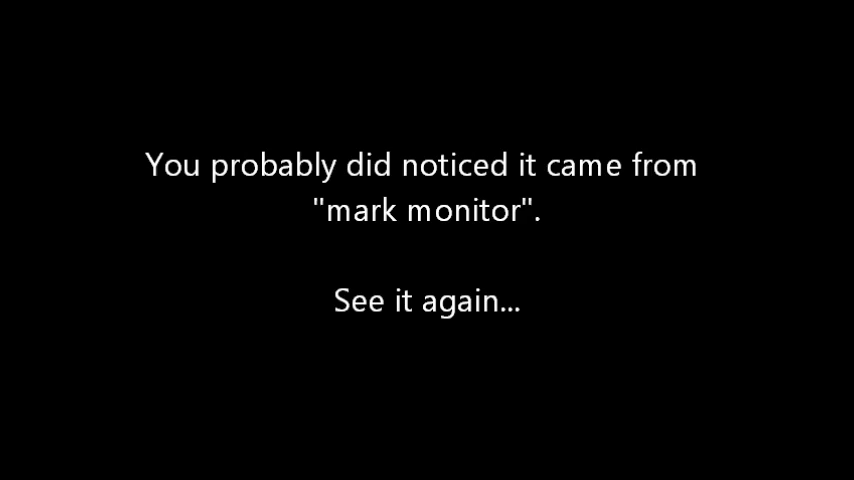 You probably did noticed it came from
"mark monitor".
See it again...